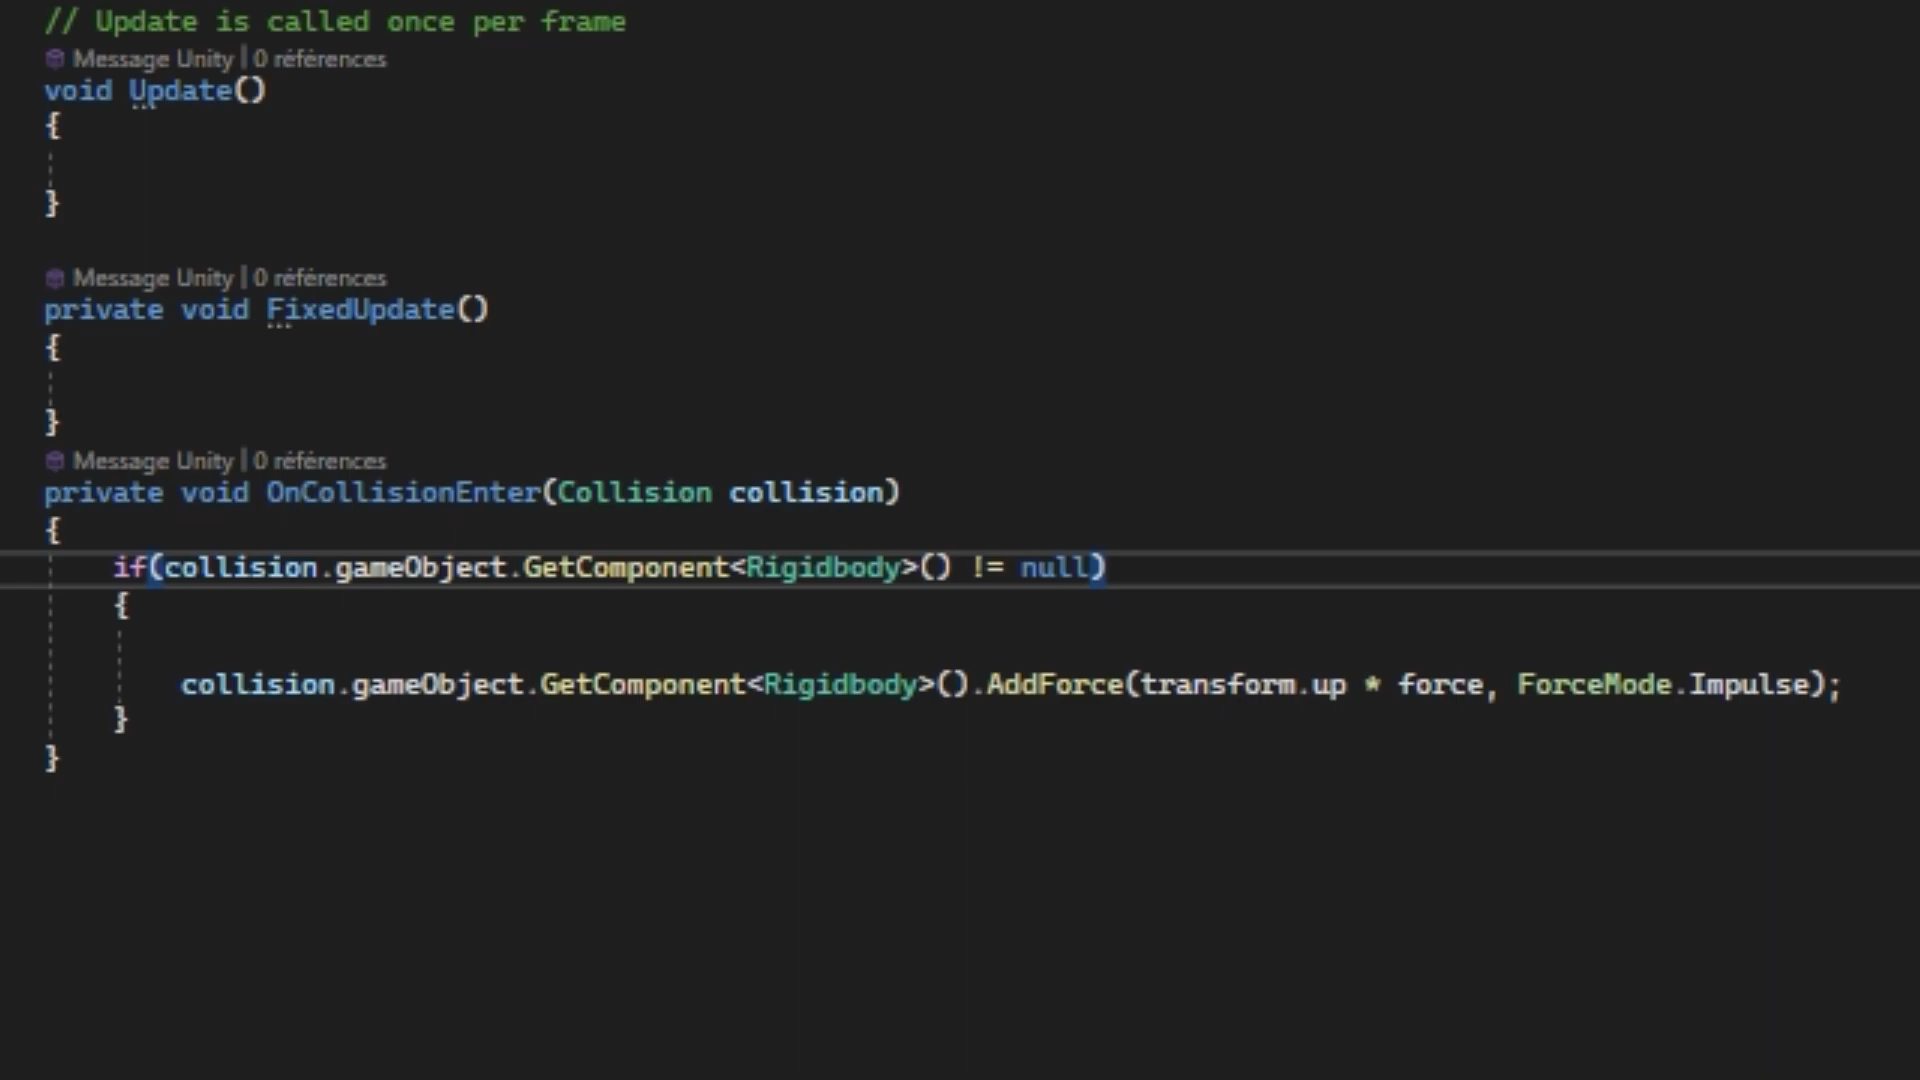 // Update is called once per frame
Message Unity | 0 références
void Update()
{
}
Message Unity | 0 références
private void FixedUpdate()
{
}
Message Unity | 0 références
private void OnCollisionEnter(Collision collision)
{
if(collision.gameObject.GetComponent<Rigidbody>() != null)
{
collision.gameObject.GetComponent<Rigidbody>().AddForce(transform.up * force, ForceMode.Impulse);
}
}